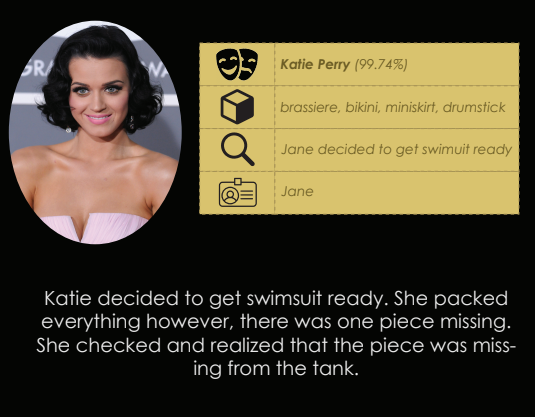 GRA
WA
Katie Perry (99.74%)
brassiere, bikini, miniskirt, drumstick
Jane decided to get swimuit ready
Jane
Katie decided to get swimsuit ready. She packed
everything however, there was one piece missing.
She checked and realized that the piece was miss-
ing from the tank.